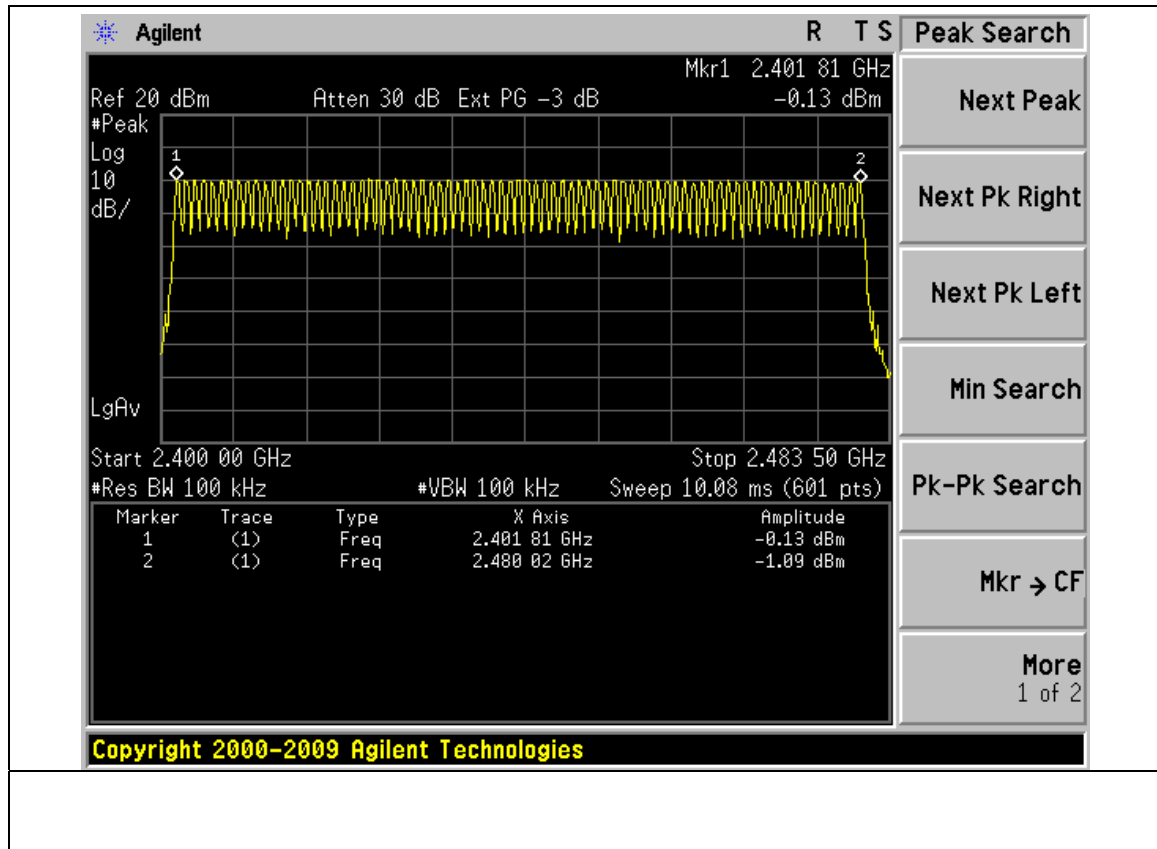 Agilent R T S Peak Search
Mkr1 2.401 81 GHz
Ref 20 dBm Atten 30 dB Ext PG -3 dB -0.13 dBm
#Peak
Log
10
dB/
1
2
LgAv
Start 2.400 00 GHz Stop 2.483 50 GHz
#Res BW 100 kHz #VBW 100 kHz Sweep 10.08 ms (601 pts)
Marker Trace Type X Axis Amplitude
1 (1) Freq 2.401 81 GHz -0.13 dBm
2 (1) Freq 2.480 02 GHz -1.09 dBm
Next Peak
Next Pk Right
Next Pk Left
Min Search
Pk-Pk Search
Mkr → CF
More
1 of 2
Copyright 2000-2009 Agilent Technologies